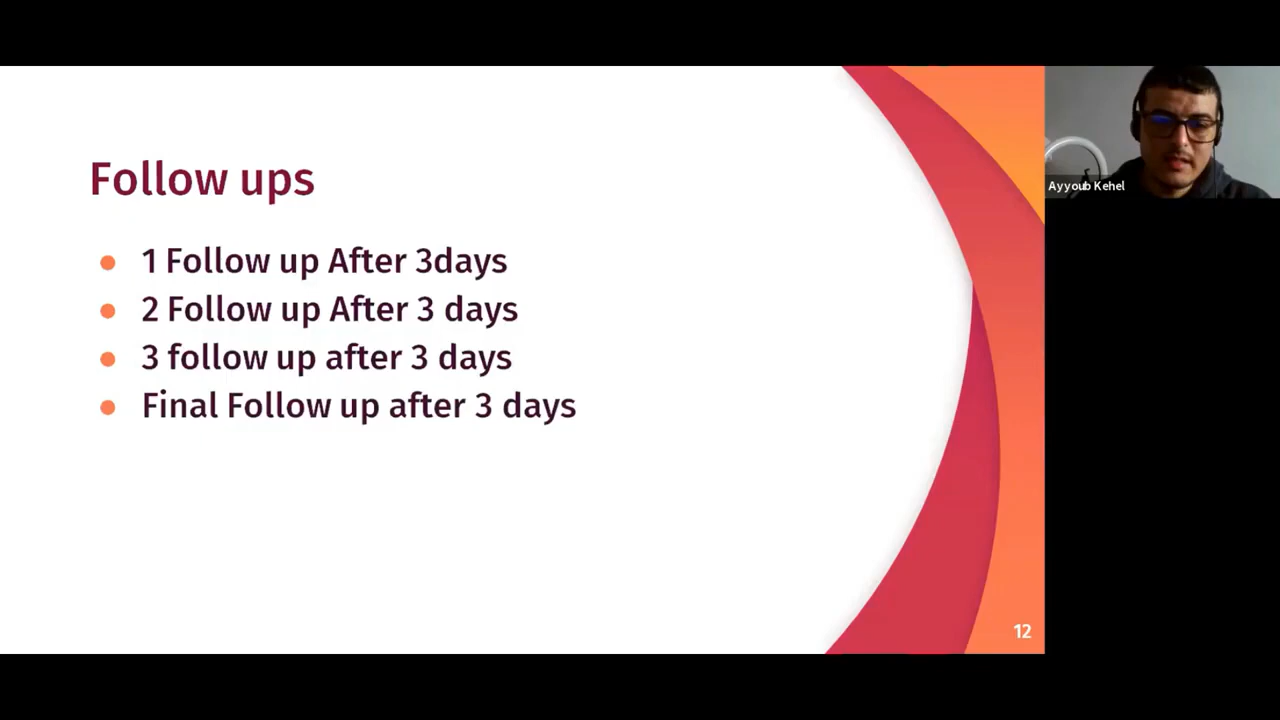 Follow ups
1 Follow up After 3days
2 Follow up After 3 days
3 follow up after 3 days
Final Follow up after 3 days
Ayyoub Kehel
12